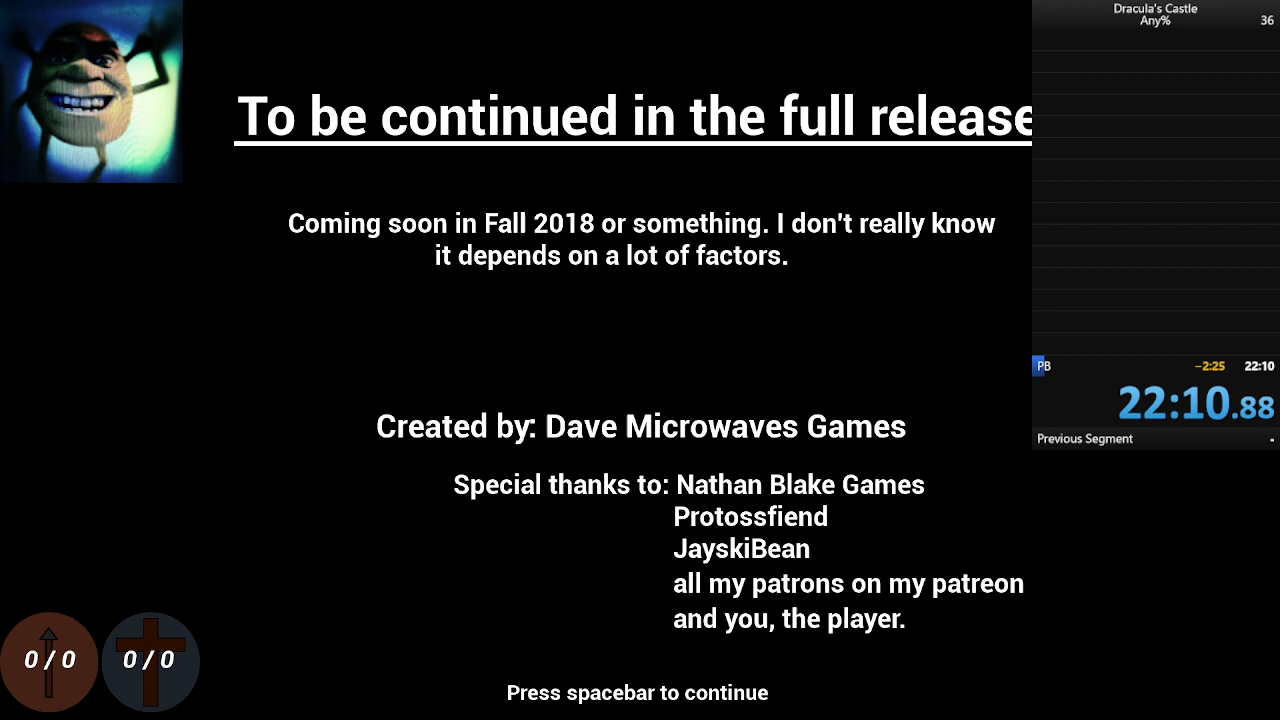 To be continued in the full release
Coming soon in Fall 2018 or something. I don't really know
it depends on a lot of factors.
Created by: Dave Microwaves Games
Special thanks to: Nathan Blake Games
Protossfiend
JayskiBean
all my patrons on my patreon
and you, the player.
0/0 0/0
Press spacebar to continue
Dracula's Castle
Any% 36
PB −2:25 22:10
22:10.88
Previous Segment -